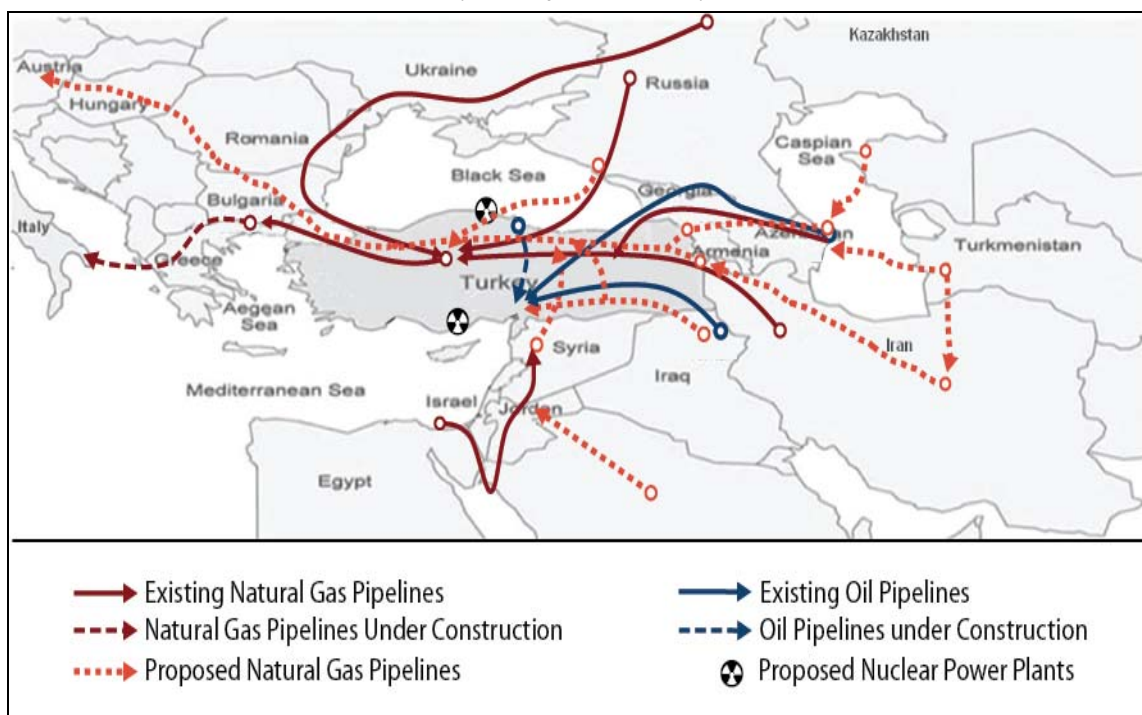 Kazakhstan
Austria
Ukraine
Russia
Hungary
Romania
Caspian
Sea
Black Sea
Georgia
Bulgaria
Italy
Azerbaijan
Turkmenistan
Armenia
Greece
Turkey
Aegean
Sea
Syria
Iran
Iraq
Mediterranean Sea
Israel
Jordan
Egypt
Existing Natural Gas Pipelines
Existing Oil Pipelines
Natural Gas Pipelines Under Construction
Oil Pipelines under Construction
Proposed Natural Gas Pipelines
Proposed Nuclear Power Plants